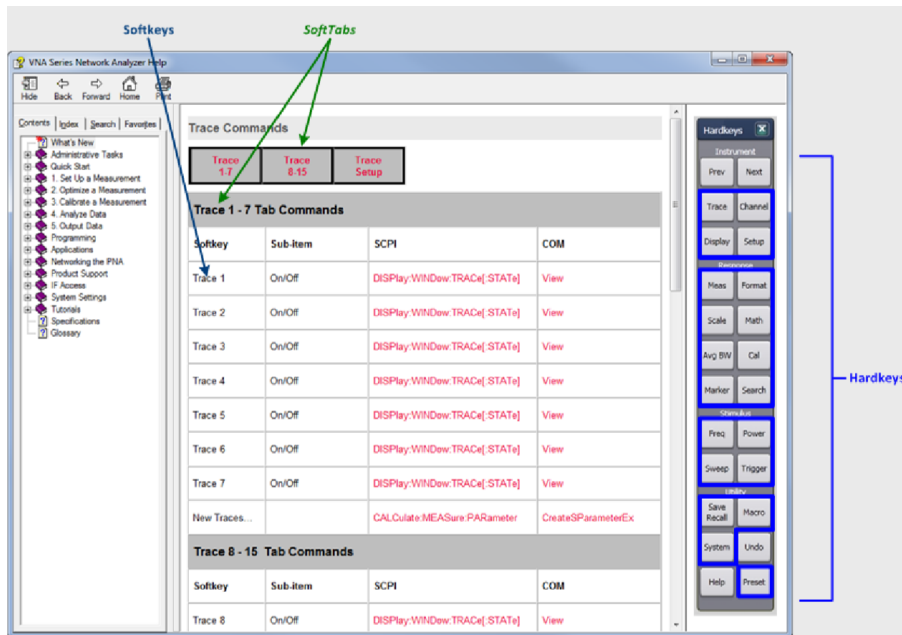 Softkeys
SoftTabs
VNA Series Network Analyzer Help
Hide
Back
Forward
Home
Print
Contents
Index
Search
Favorites
What's New
Administrative Tasks
Quick Start
1. Set Up a Measurement
2. Optimize a Measurement
3. Calibrate a Measurement
4. Analyze Data
5. Output Data
Programming
Applications
Networking the PNA
Product Support
IF Access
System Settings
Tutorials
Specifications
Glossary
Trace Commands
Trace 1-7
Trace 8-15
Trace Setup
Trace 1 - 7 Tab Commands
Softkey Sub-item SCPI COM
Trace 1 On/Off DISPlay:WINDow:TRACe[:STATe] View
Trace 2 On/Off DISPlay:WINDow:TRACe[:STATe] View
Trace 3 On/Off DISPlay:WINDow:TRACe[:STATe] View
Trace 4 On/Off DISPlay:WINDow:TRACe[:STATe] View
Trace 5 On/Off DISPlay:WINDow:TRACe[:STATe] View
Trace 6 On/Off DISPlay:WINDow:TRACe[:STATe] View
Trace 7 On/Off DISPlay:WINDow:TRACe[:STATe] View
New Traces... CALCulate:MEASure:PARameter CreateSParameterEx
Trace 8 - 15 Tab Commands
Softkey Sub-item SCPI COM
Trace 8 On/Off DISPlay:WINDow:TRACe[:STATe] View
Hardkeys
Instrument
Prev Next
Trace Channel
Display Setup
Response
Meas Format
Scale Math
Avg BW Cal
Marker Search
Stimulus
Freq Power
Sweep Trigger
Utility
Save Recall Macro
System Undo
Help Preset
Hardkeys